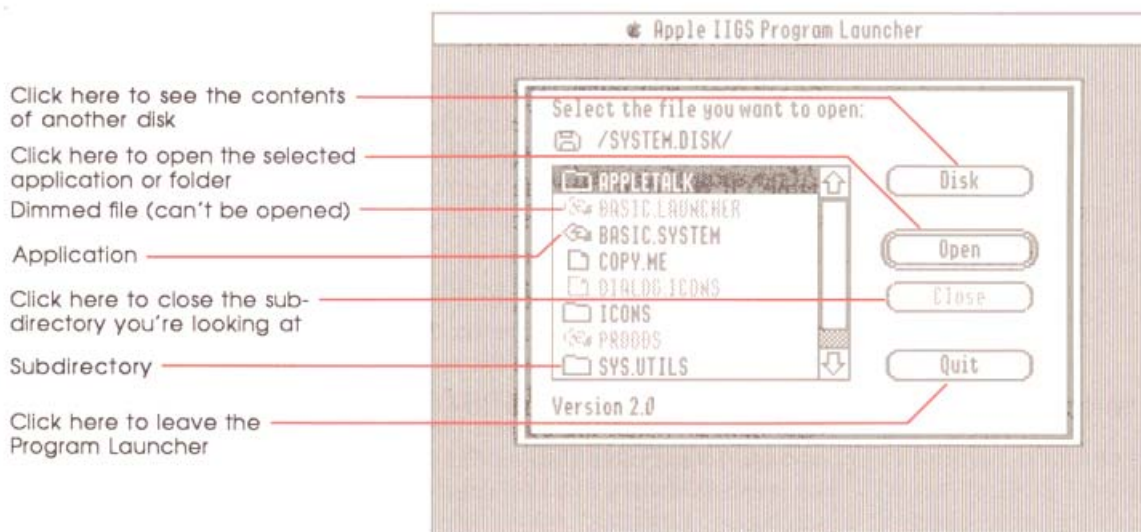 Apple IIGS Program Launcher
Click here to see the contents
of another disk
Click here to open the selected
application or folder
Dimmed file (can't be opened)
Application
Click here to close the sub-
directory you're looking at
Subdirectory
Click here to leave the
Program Launcher
Select the file you want to open:
/SYSTEM.DISK/
APPLETALK
BASIC.LAUNCHER
BASIC.SYSTEM
COPY.ME
DIALOG.ICONS
ICONS
PRODOS
SYS.UTILS
Disk
Open
Close
Quit
Version 2.0